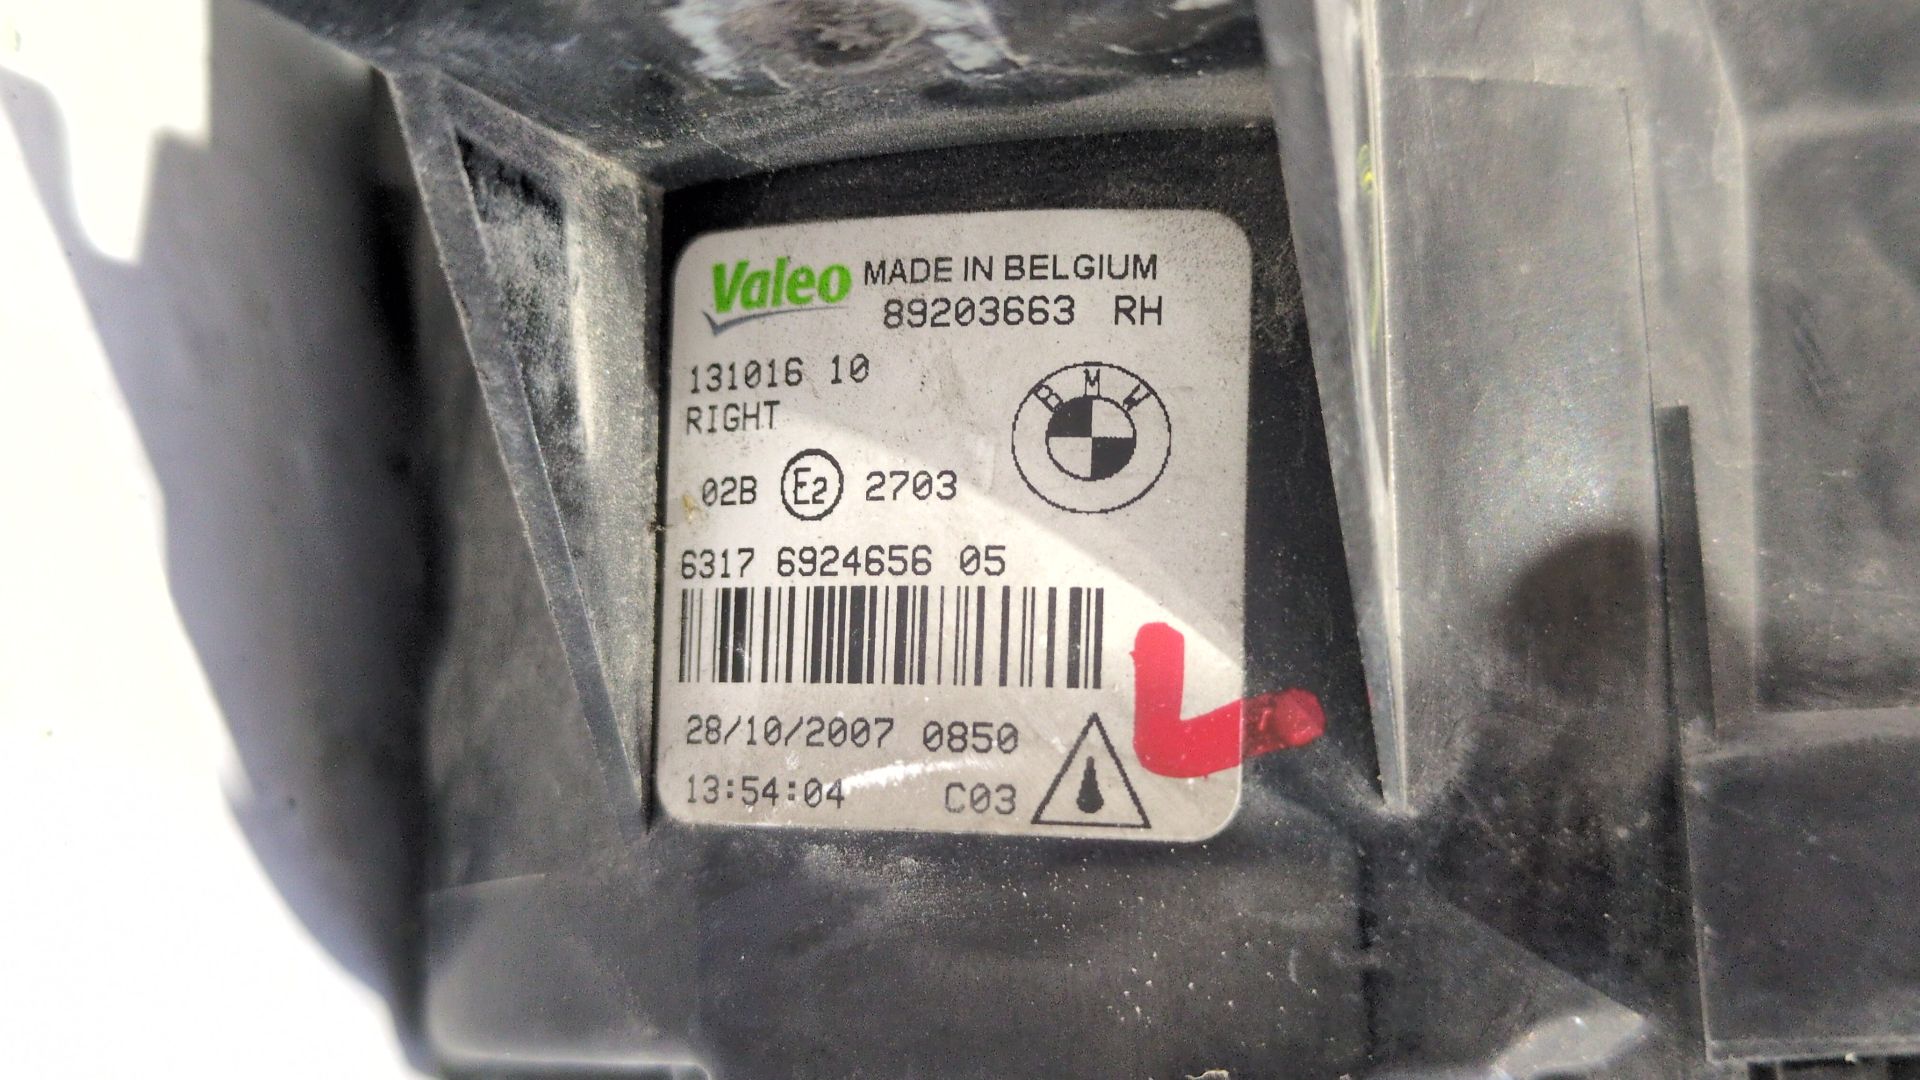 Valeo MADE IN BELGIUM
89203663 RH
131016 10
RIGHT
BMW
02B E2 2703
6317 6924656 05
28/10/2007 0850
13:54:04 C03